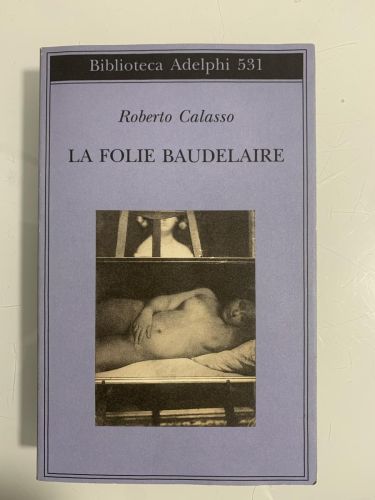 Biblioteca Adelphi 531
Roberto Calasso
LA FOLIE BAUDELAIRE